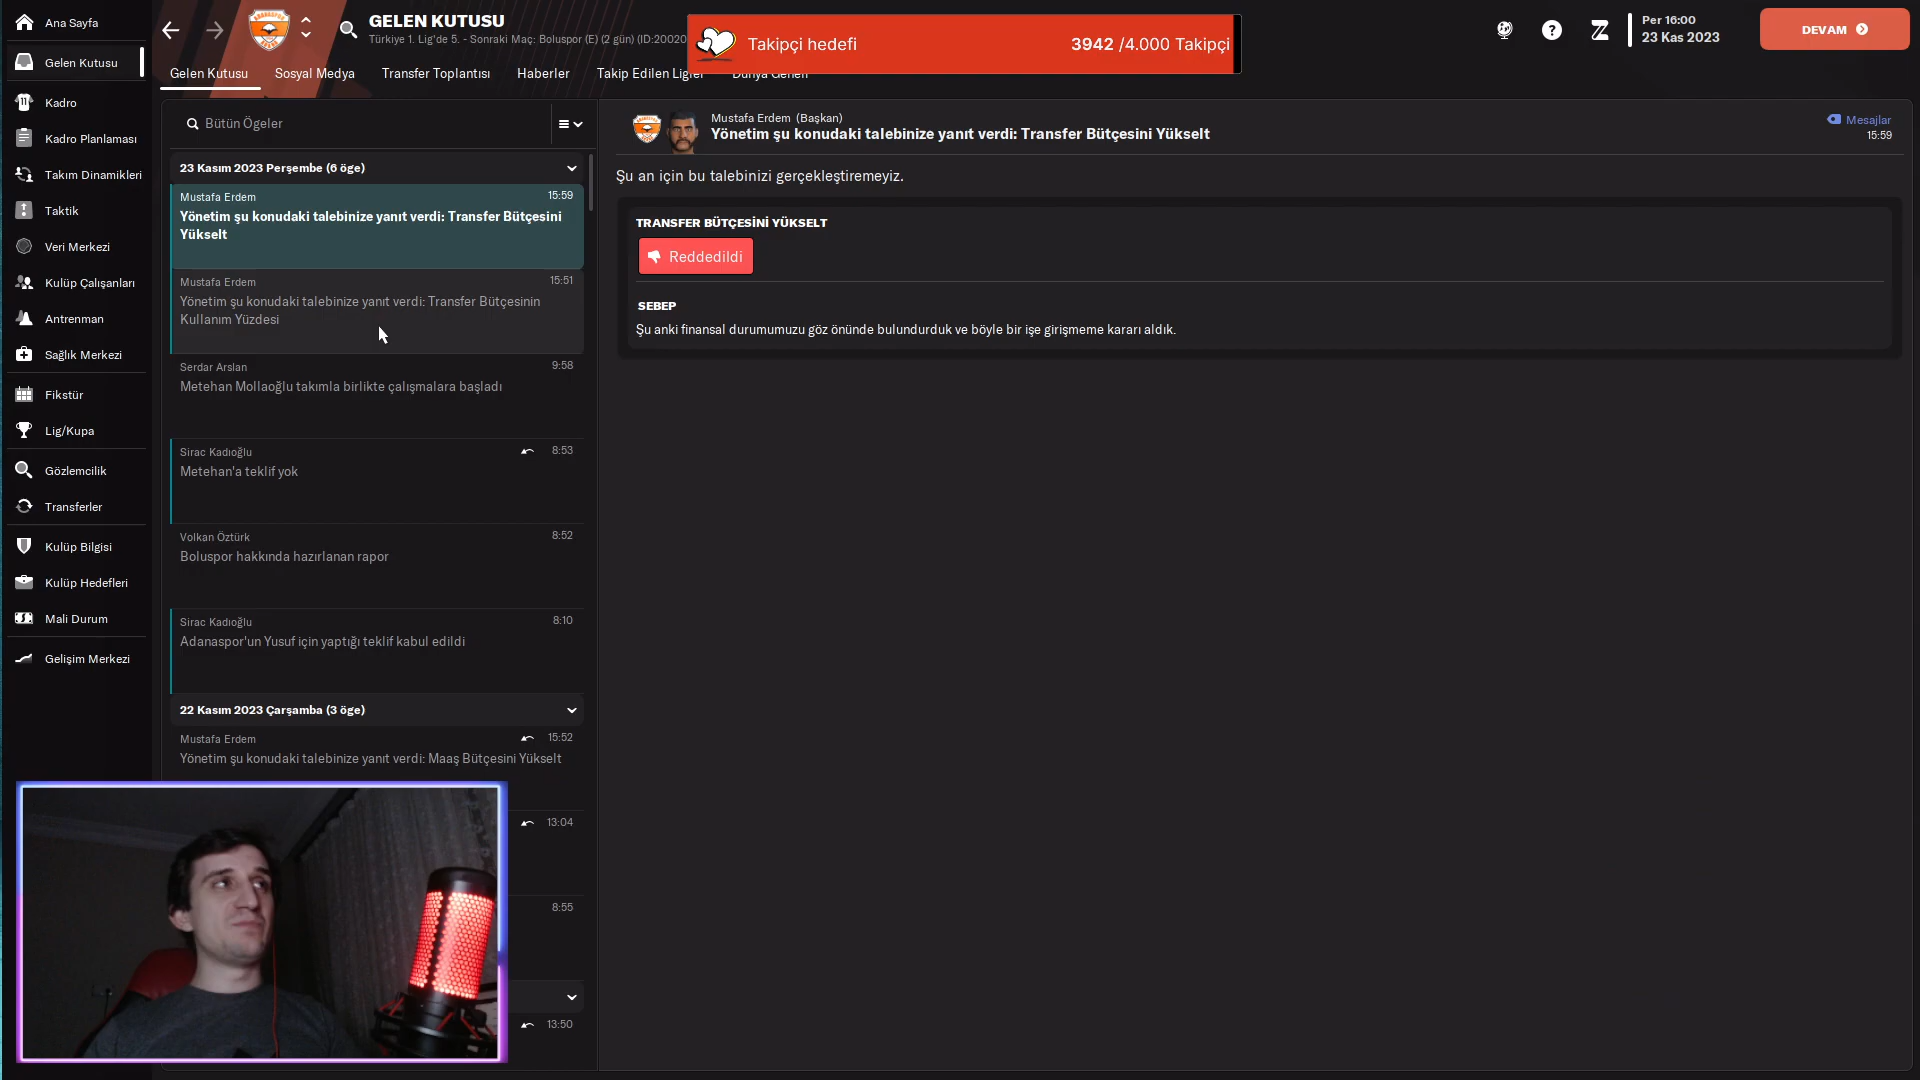 Ana Sayfa
Gelen Kutusu
Kadro
Kadro Planlaması
Takım Dinamikleri
Taktik
Veri Merkezi
Kulüp Çalışanları
Antrenman
Sağlık Merkezi
Fikstür
Lig/Kupa
Gözlemcilik
Transferler
Kulüp Bilgisi
Kulüp Hedefleri
Mali Durum
Gelişim Merkezi
GELEN KUTUSU
Türkiye 1. Lig'de 5. - Sonraki Maç: Boluspor (E) (2 gün) (ID:20020
Takipçi hedefi
3942 /4.000 Takipçi
Per 16:00
23 Kas 2023
DEVAM
Gelen Kutusu
Sosyal Medya
Transfer Toplantısı
Haberler
Takip Edilen Ligler
Dünya Geneli
Bütün Ögeler
23 Kasım 2023 Perşembe (6 öge)
Mustafa Erdem
15:59
Yönetim şu konudaki talebinize yanıt verdi: Transfer Bütçesini
Yükselt
Mustafa Erdem
15:51
Yönetim şu konudaki talebinize yanıt verdi: Transfer Bütçesinin
Kullanım Yüzdesi
Serdar Arslan
9:58
Metehan Mollaoğlu takımla birlikte çalışmalara başladı
Sirac Kadıoğlu
8:53
Metehan'a teklif yok
Volkan Öztürk
8:52
Boluspor hakkında hazırlanan rapor
Sirac Kadıoğlu
8:10
Adanaspor'un Yusuf için yaptığı teklif kabul edildi
22 Kasım 2023 Çarşamba (3 öge)
Mustafa Erdem
15:52
Yönetim şu konudaki talebinize yanıt verdi: Maaş Bütçesini Yükselt
13:04
8:55
13:50
Mustafa Erdem (Başkan)
Yönetim şu konudaki talebinize yanıt verdi: Transfer Bütçesini Yükselt
Mesajlar
15:59
Şu an için bu talebinizi gerçekleştiremeyiz.
TRANSFER BÜTÇESİNİ YÜKSELT
Reddedildi
SEBEP
Şu anki finansal durumumuzu göz önünde bulundurduk ve böyle bir işe girişmeme kararı aldık.